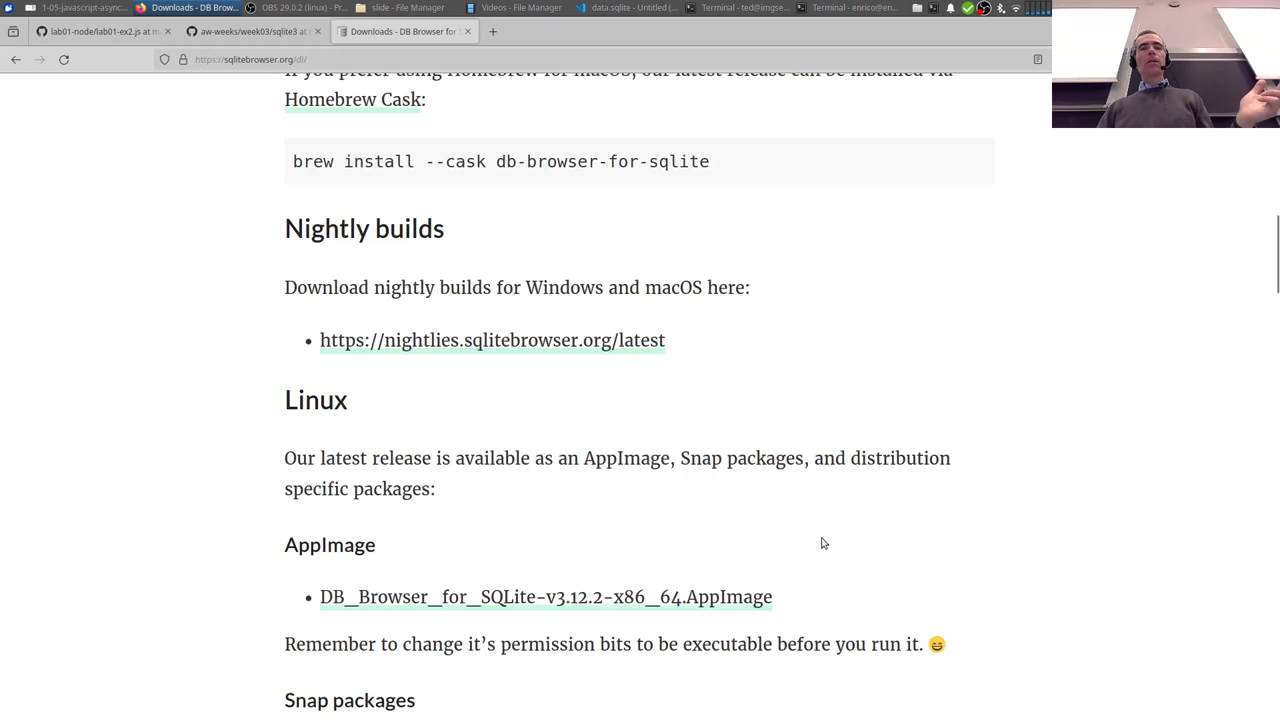 1-05-javascript-async...
Downloads - DB Brow...
OBS 29.0.2 (linux) - Pr...
slide - File Manager
Videos - File Manager
data.sqlite - Untitled (...
Terminal - ted@imgse...
Terminal - enrico@en...
lab01-node/lab01-ex2.js at m
aw-weeks/week03/sqlite3 at
Downloads - DB Browser for S
https://sqlitebrowser.org/dl/
If you prefer using Homebrew for macOS, our latest release can be installed via
Homebrew Cask:
brew install --cask db-browser-for-sqlite
Nightly builds
Download nightly builds for Windows and macOS here:
• https://nightlies.sqlitebrowser.org/latest
Linux
Our latest release is available as an AppImage, Snap packages, and distribution
specific packages:
AppImage
• DB_Browser_for_SQLite-v3.12.2-x86_64.AppImage
Remember to change it’s permission bits to be executable before you run it. 😄
Snap packages